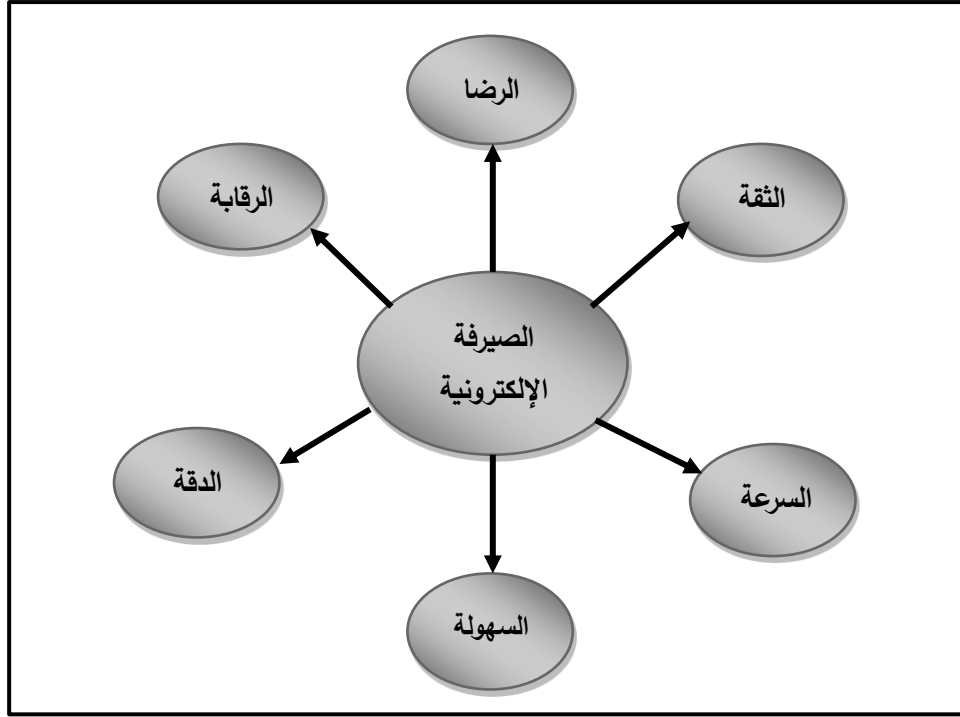 الرضا
الثقة
الرقابة
الصيرفة
الإلكترونية
الدقة
السرعة
السهولة